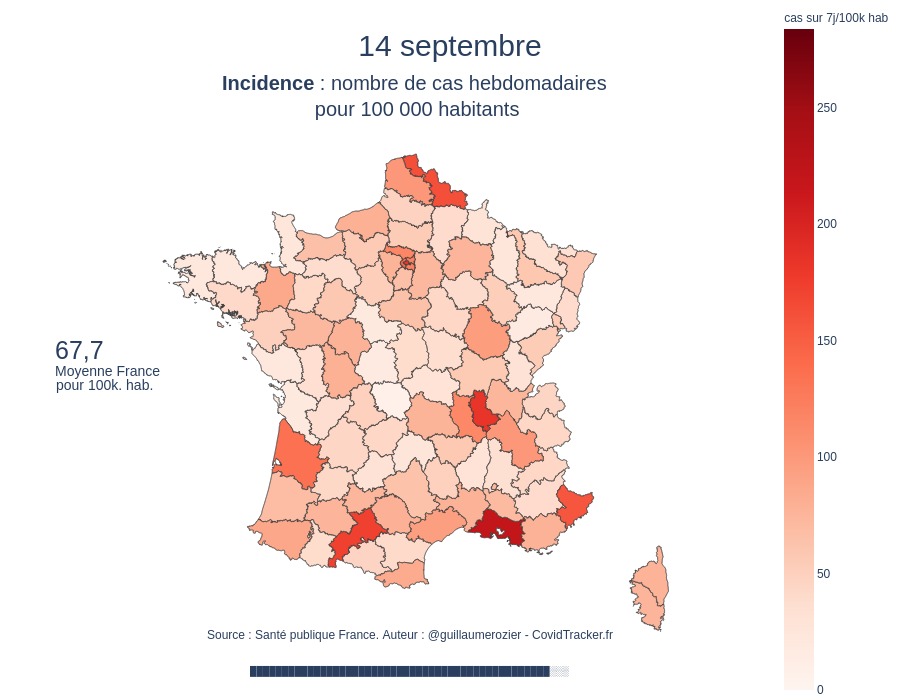 cas sur 7j/100k hab
14 septembre
Incidence : nombre de cas hebdomadaires
pour 100 000 habitants
250
200
150
100
50
0
67,7
Moyenne France
pour 100k. hab.
Source : Santé publique France. Auteur : @guillaumerozier - CovidTracker.fr